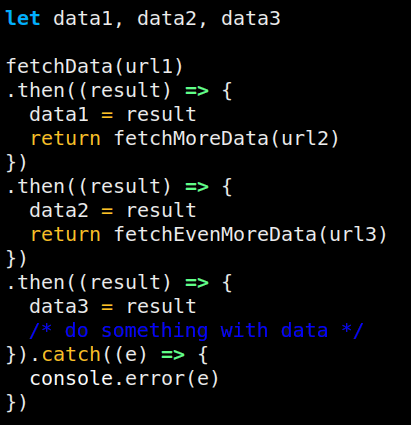 let data1, data2, data3

fetchData(url1)
.then((result) => {
  data1 = result
  return fetchMoreData(url2)
})
.then((result) => {
  data2 = result
  return fetchEvenMoreData(url3)
})
.then((result) => {
  data3 = result
  /* do something with data */
}).catch((e) => {
  console.error(e)
})